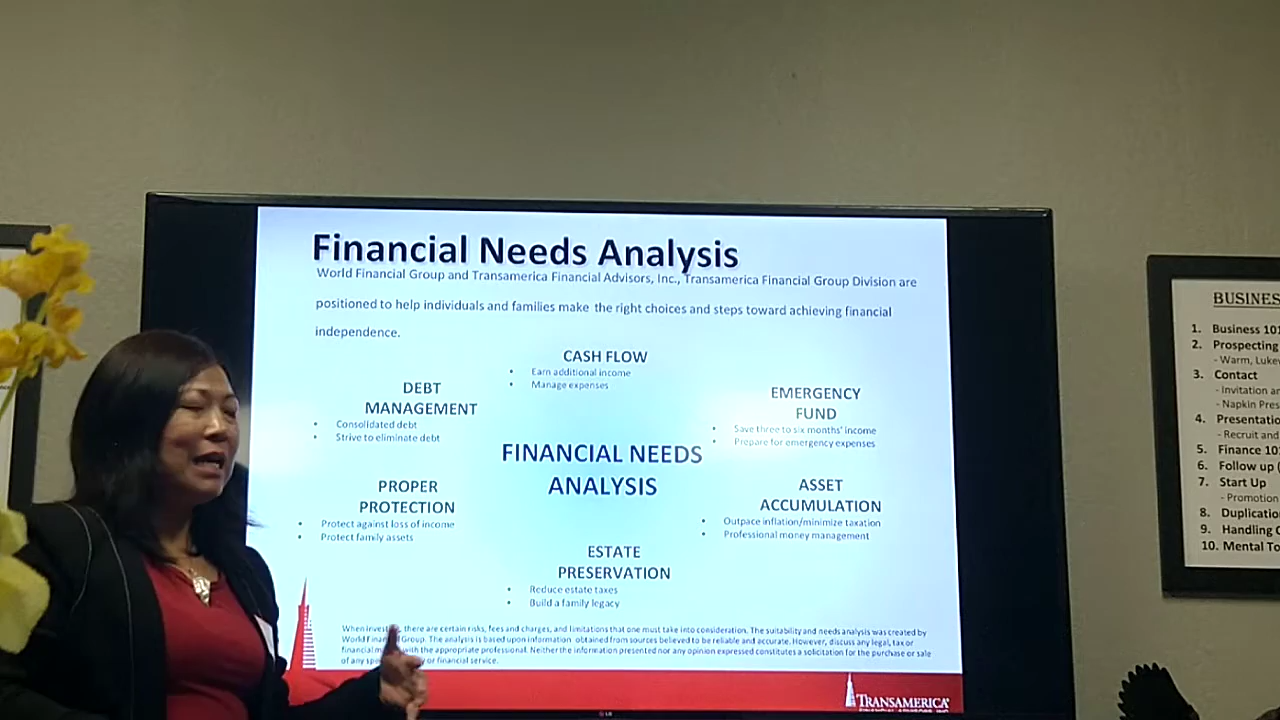 Financial Needs Analysis
World Financial Group and Transamerica Financial Advisors, Inc., Transamerica Financial Group Division are
positioned to help individuals and families make the right choices and steps toward achieving financial
independence.
CASH FLOW
• Earn additional income
• Manage expenses
DEBT
MANAGEMENT
• Consolidated debt
• Strive to eliminate debt
EMERGENCY
FUND
• Save three to six months' income
• Prepare for emergency expenses
FINANCIAL NEEDS
ANALYSIS
PROPER
PROTECTION
• Protect against loss of income
• Protect family assets
ASSET
ACCUMULATION
• Outpace inflation/minimize taxation
• Professional money management
ESTATE
PRESERVATION
• Reduce estate taxes
• Build a family legacy
When invest, there are certain risks, fees and charges, and limitations that one must take into consideration. The suitability and needs analysis was created by
World Finan Group. The analysis is based upon information obtained from sources believed to be reliable and accurate. However, discuss any legal, tax or
financial m with the appropriate professional. Neither the information presented nor any opinion expressed constitutes a solicitation for the purchase or sale
of any sp y or financial service.
TRANSAMERICA
LG
BUSINES
1. Business 101
2. Prospecting
- Warm, Luke
3. Contact
- Invitation an
- Napkin Pres
4. Presentatio
- Recruit and
5. Finance 10
6. Follow up (
7. Start Up
- Promotion
8. Duplicatio
9. Handling
10. Mental To